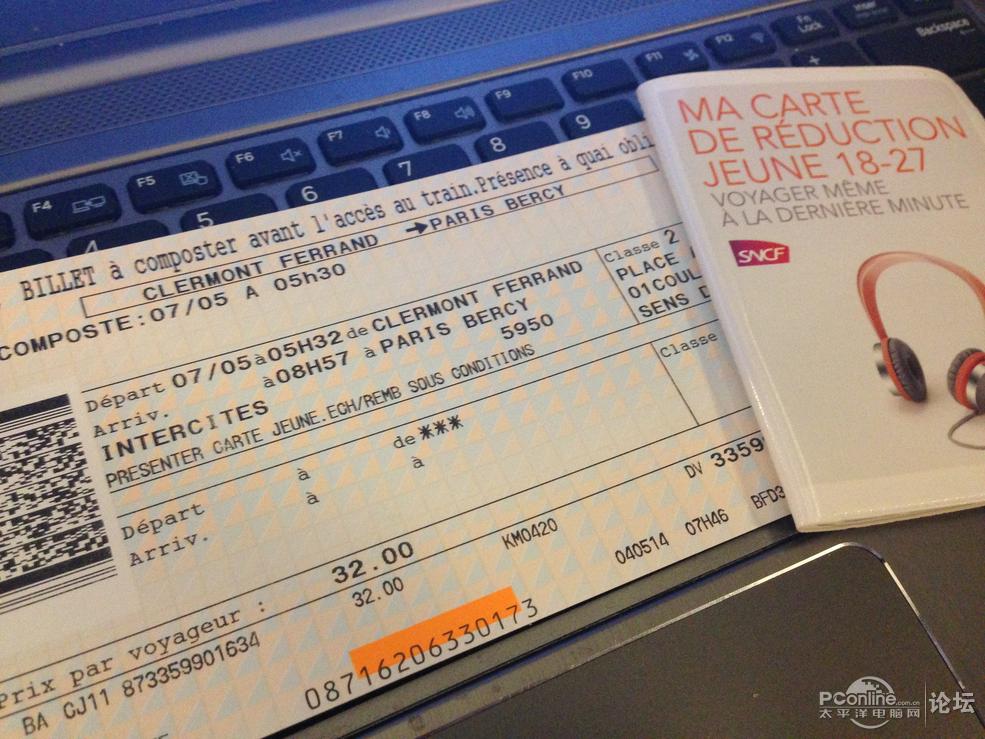 BILLET à composter avant l'accès au train.Présence à quai obli
CLERMONT FERRAND ➔PARIS BERCY
COMPOSTE:07/05 A 05h30
Départ 07/05 à 05H32 de CLERMONT FERRAND
Arriv. à 08H57 à PARIS BERCY
INTERCITES 5950
PRESENTER CARTE JEUNE.ECH/REMB SOUS CONDITIONS
Classe 2
PLACE
01COUL
SENS D
Départ à de ***
Arriv. à à
Classe
Prix par voyageur : 32.00
32.00
KM0420
DV 3359
BA CJ11 873359901634
040514 07H46 BFD3
08716206330173
MA CARTE
DE RÉDUCTION
JEUNE 18-27
VOYAGER MÊME
À LA DERNIÈRE MINUTE
SNCF
F4
F5
F6
F7
F8
F9
F10
F11
F12
Fn
Lock
Inser
Backspace
4
5
6
7
8
9
+
PConline.com.cn
太平洋电脑网
论坛